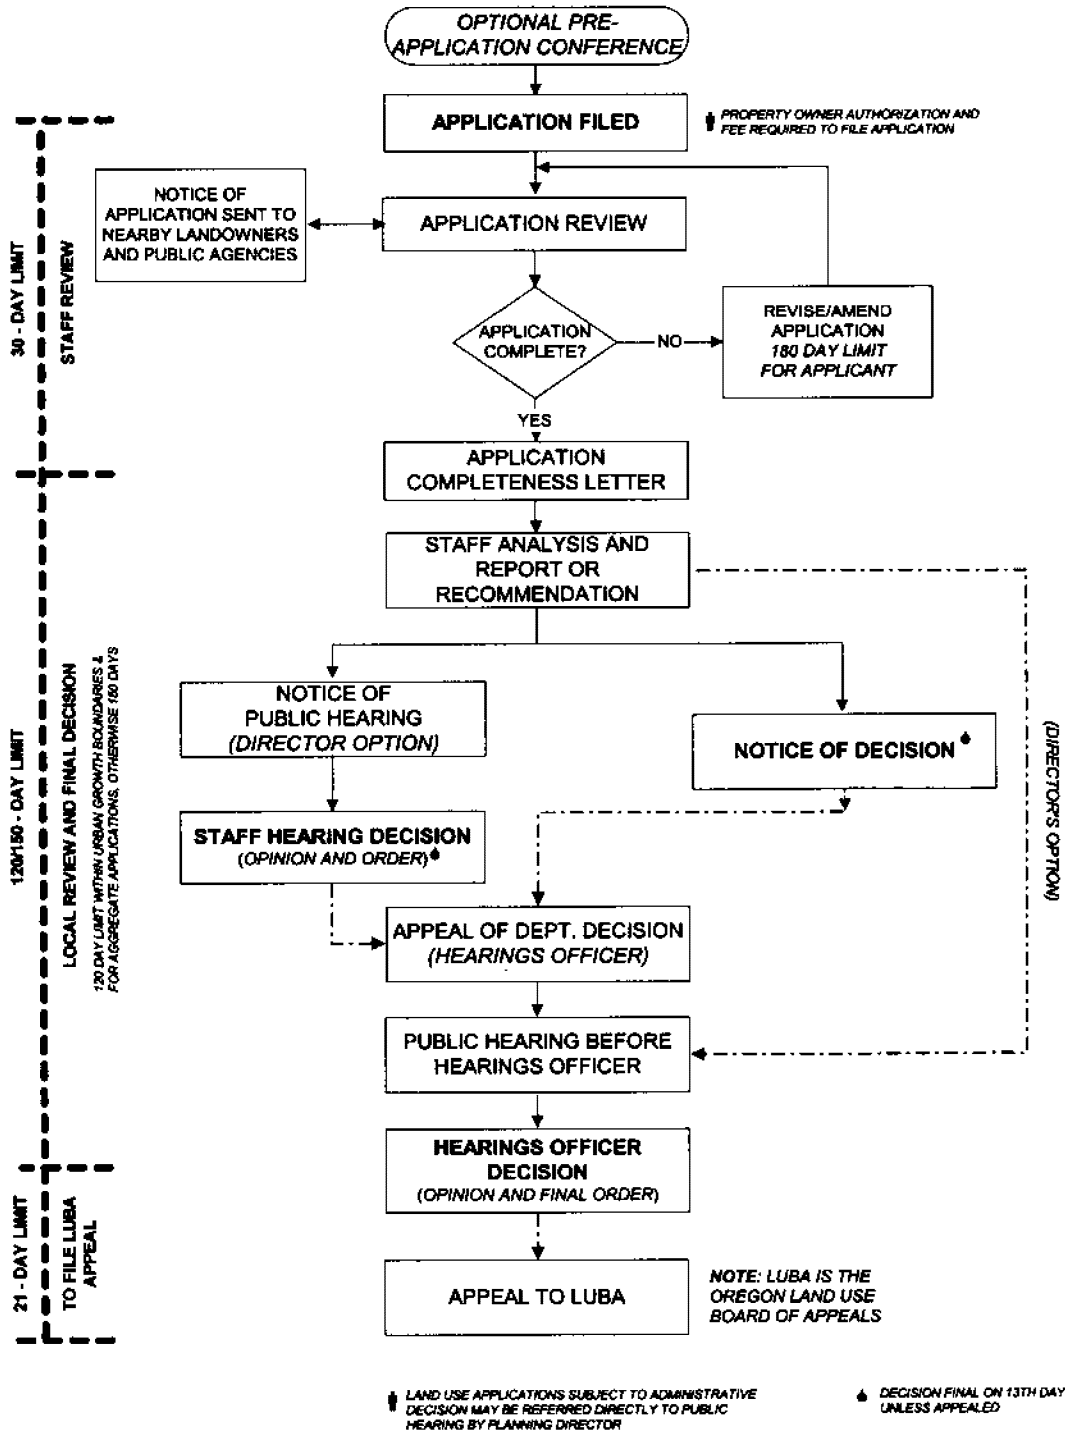 OPTIONAL PRE-
APPLICATION CONFERENCE
APPLICATION FILED
PROPERTY OWNER AUTHORIZATION AND
FEE REQUIRED TO FILE APPLICATION
NOTICE OF
APPLICATION SENT TO
NEARBY LANDOWNERS
AND PUBLIC AGENCIES
APPLICATION REVIEW
30 - DAY LIMIT
STAFF REVIEW
APPLICATION
COMPLETE?
NO
REVISE/AMEND
APPLICATION
180 DAY LIMIT
FOR APPLICANT
YES
APPLICATION
COMPLETENESS LETTER
STAFF ANALYSIS AND
REPORT OR
RECOMMENDATION
120/150 - DAY LIMIT
LOCAL REVIEW AND FINAL DECISION
120 DAY LIMIT WITHIN URBAN GROWTH BOUNDARIES &
FOR AGGREGATE APPLICATIONS, OTHERWISE 150 DAYS
NOTICE OF
PUBLIC HEARING
(DIRECTOR OPTION)
NOTICE OF DECISION
(DIRECTOR'S OPTION)
STAFF HEARING DECISION
(OPINION AND ORDER)
APPEAL OF DEPT. DECISION
(HEARINGS OFFICER)
PUBLIC HEARING BEFORE
HEARINGS OFFICER
HEARINGS OFFICER
DECISION
(OPINION AND FINAL ORDER)
21 - DAY LIMIT
TO FILE LUBA
APPEAL
APPEAL TO LUBA
NOTE: LUBA IS THE
OREGON LAND USE
BOARD OF APPEALS
LAND USE APPLICATIONS SUBJECT TO ADMINISTRATIVE
DECISION MAY BE REFERRED DIRECTLY TO PUBLIC
HEARING BY PLANNING DIRECTOR
DECISION FINAL ON 13TH DAY
UNLESS APPEALED